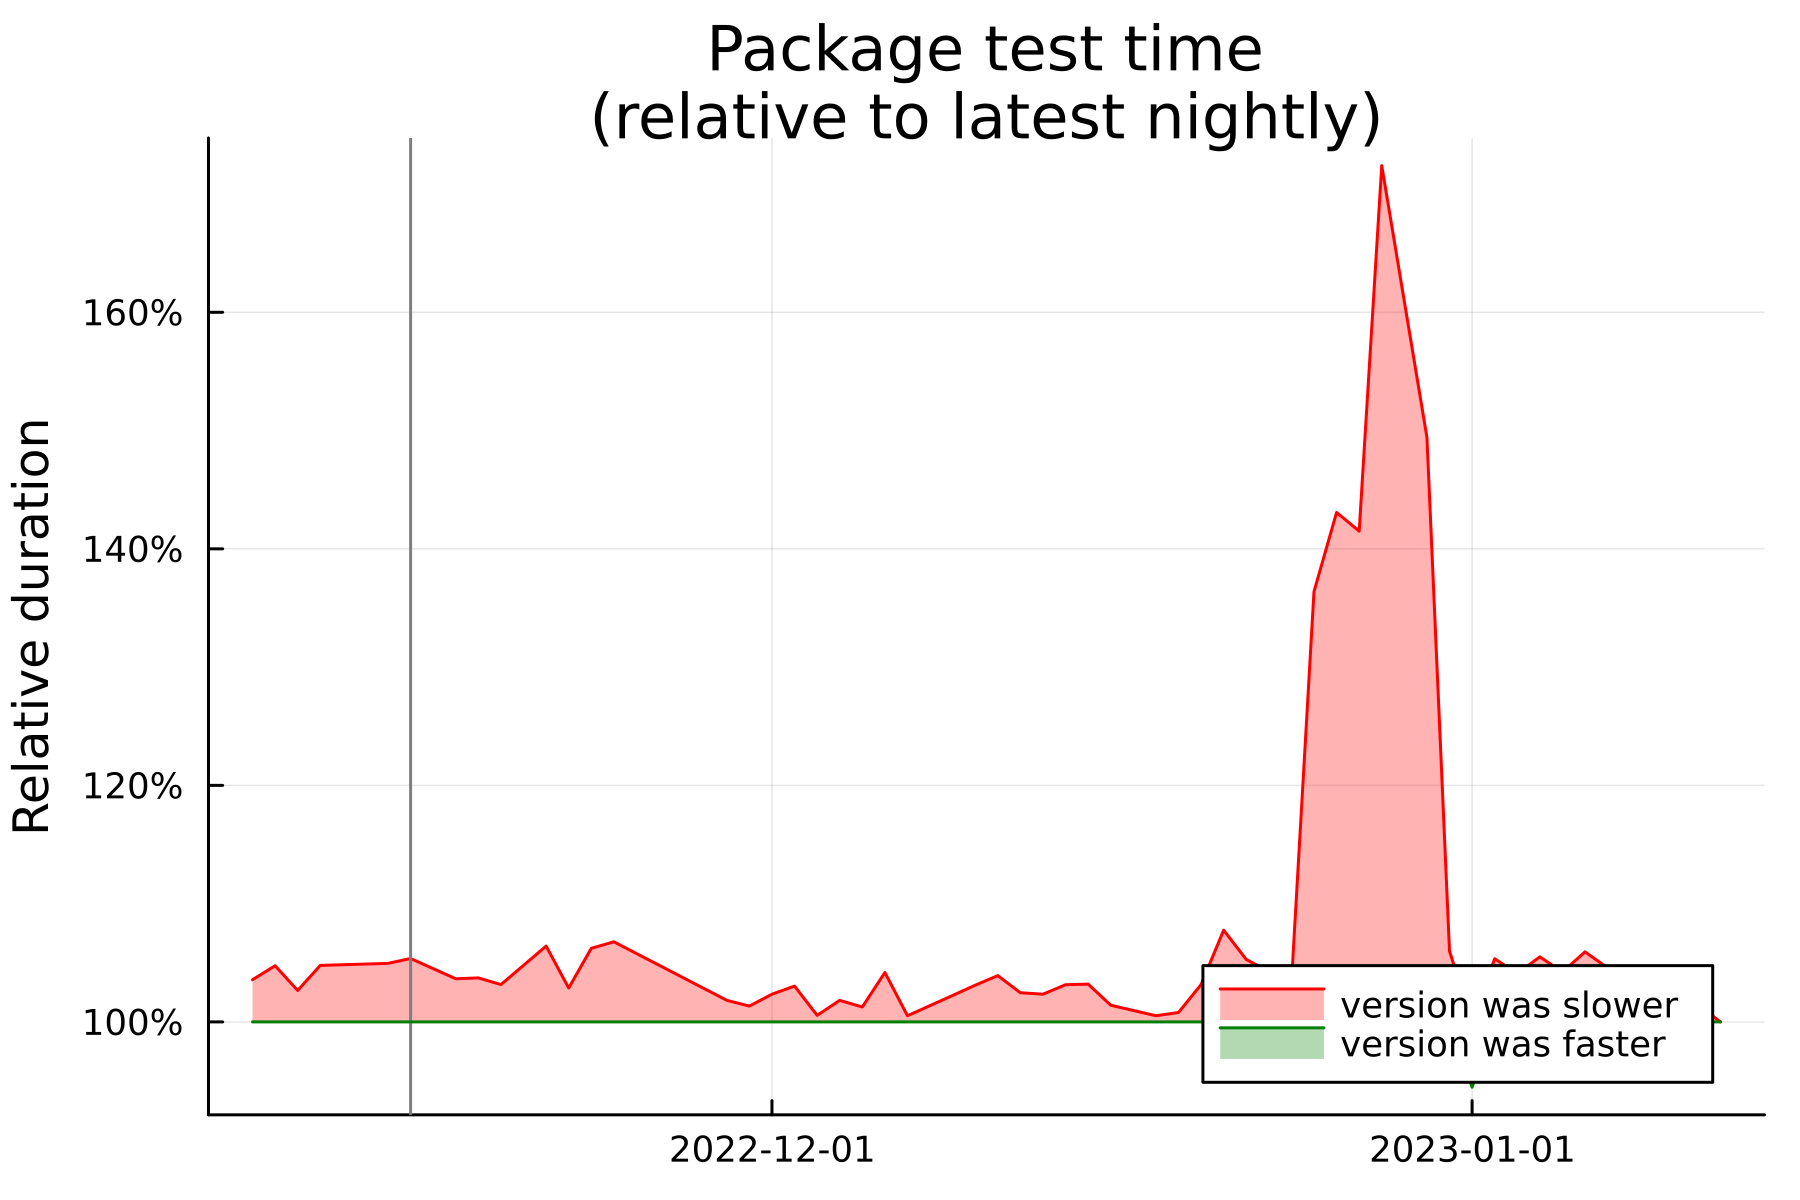 Package test time
(relative to latest nightly)
Relative duration
160%
140%
120%
100%
version was slower
version was faster
2022-12-01
2023-01-01